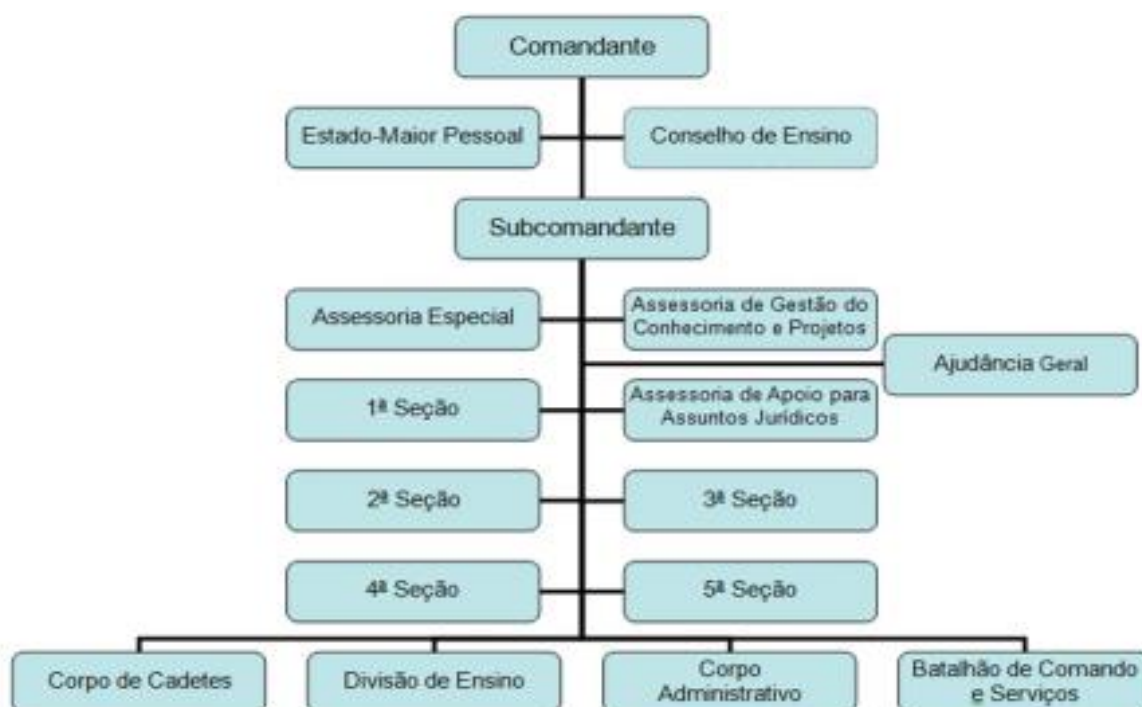 Comandante
Estado-Maior Pessoal
Conselho de Ensino
Subcomandante
Assessoria Especial
Assessoria de Gestão do
Conhecimento e Projetos
Ajudância Geral
1ª Seção
Assessoria de Apoio para
Assuntos Jurídicos
2ª Seção
3ª Seção
4ª Seção
5ª Seção
Corpo de Cadetes
Divisão de Ensino
Corpo
Administrativo
Batalhão de Comando
e Serviços